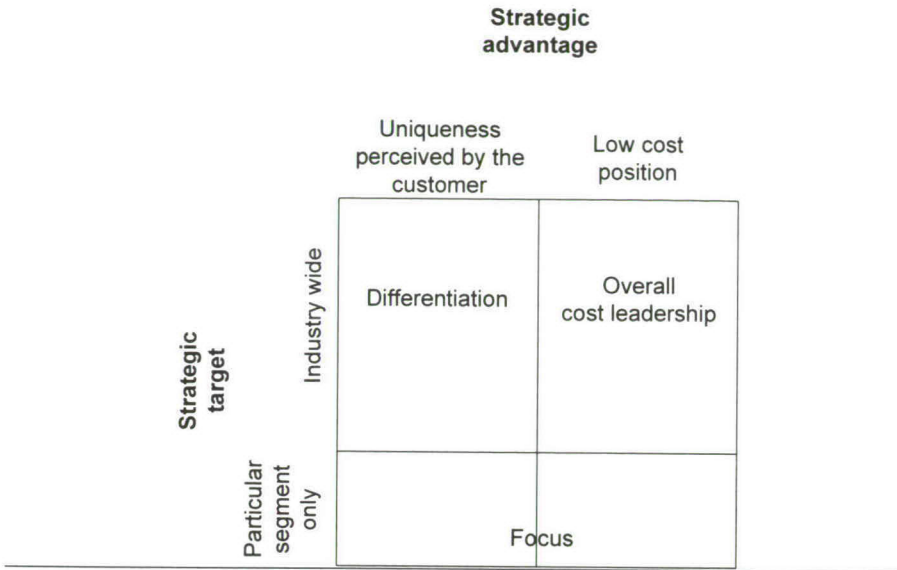 Strategic
advantage
Uniqueness
perceived by the
customer
Low cost
position
Industry wide
Differentiation
Overall
cost leadership
Strategic
target
Particular
segment
only
Focus